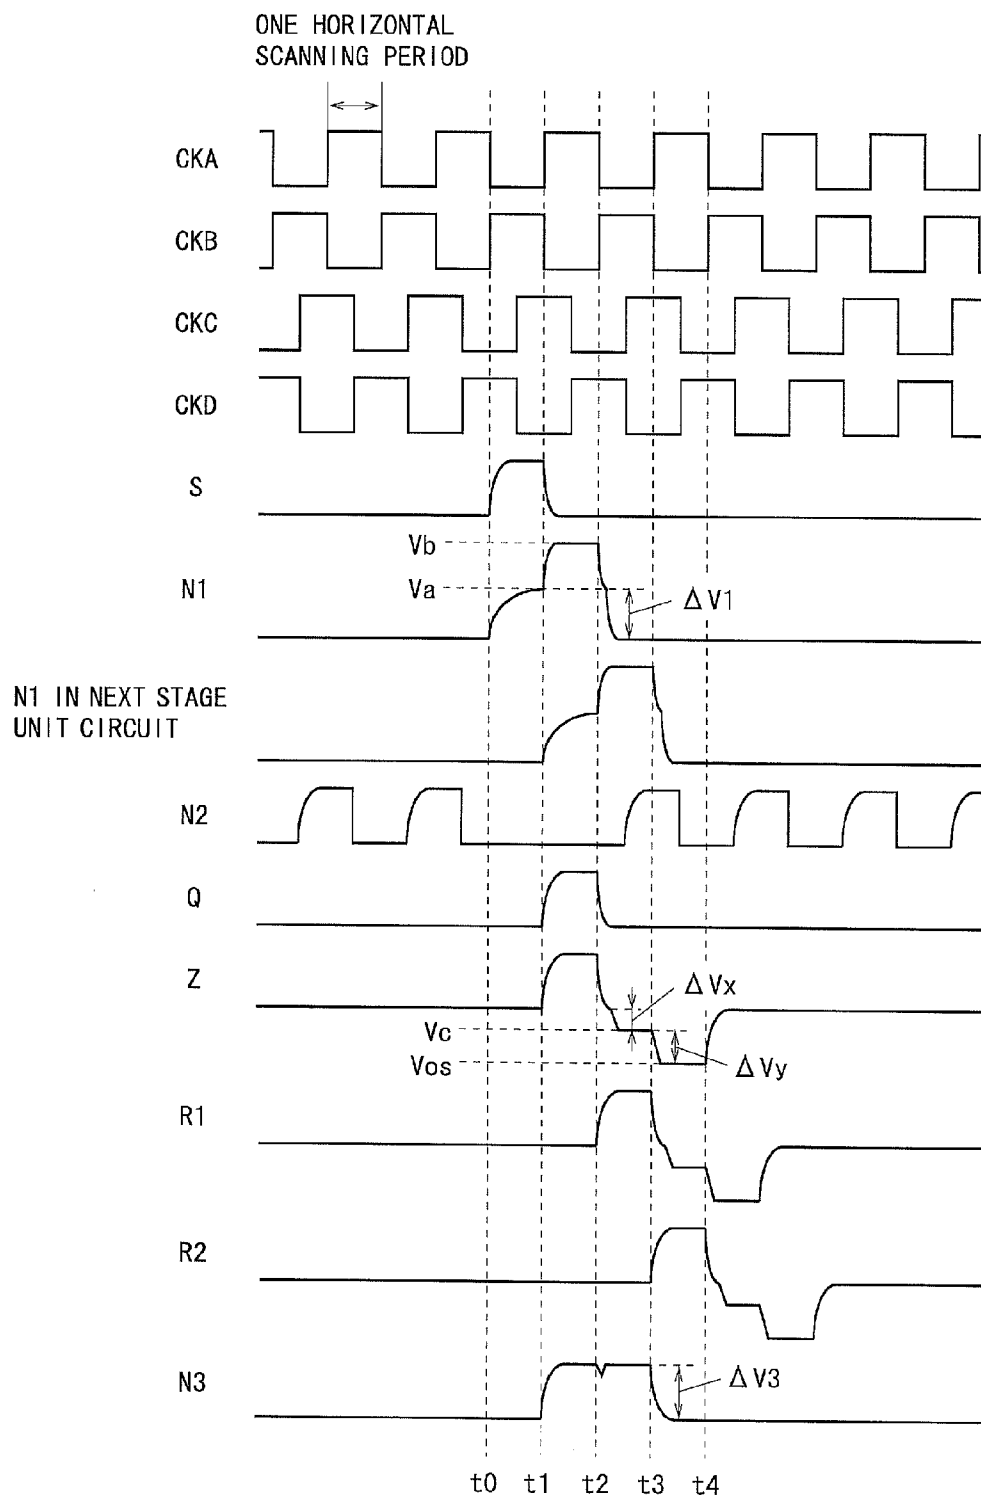 ONE HORIZONTAL
SCANNING PERIOD
CKA
CKB
CKC
CKD
S
Vb
N1
Va
ΔV1
N1 IN NEXT STAGE
UNIT CIRCUIT
N2
Q
Z
ΔVx
Vc
Vos
ΔVy
R1
R2
N3
ΔV3
t0 t1 t2 t3 t4